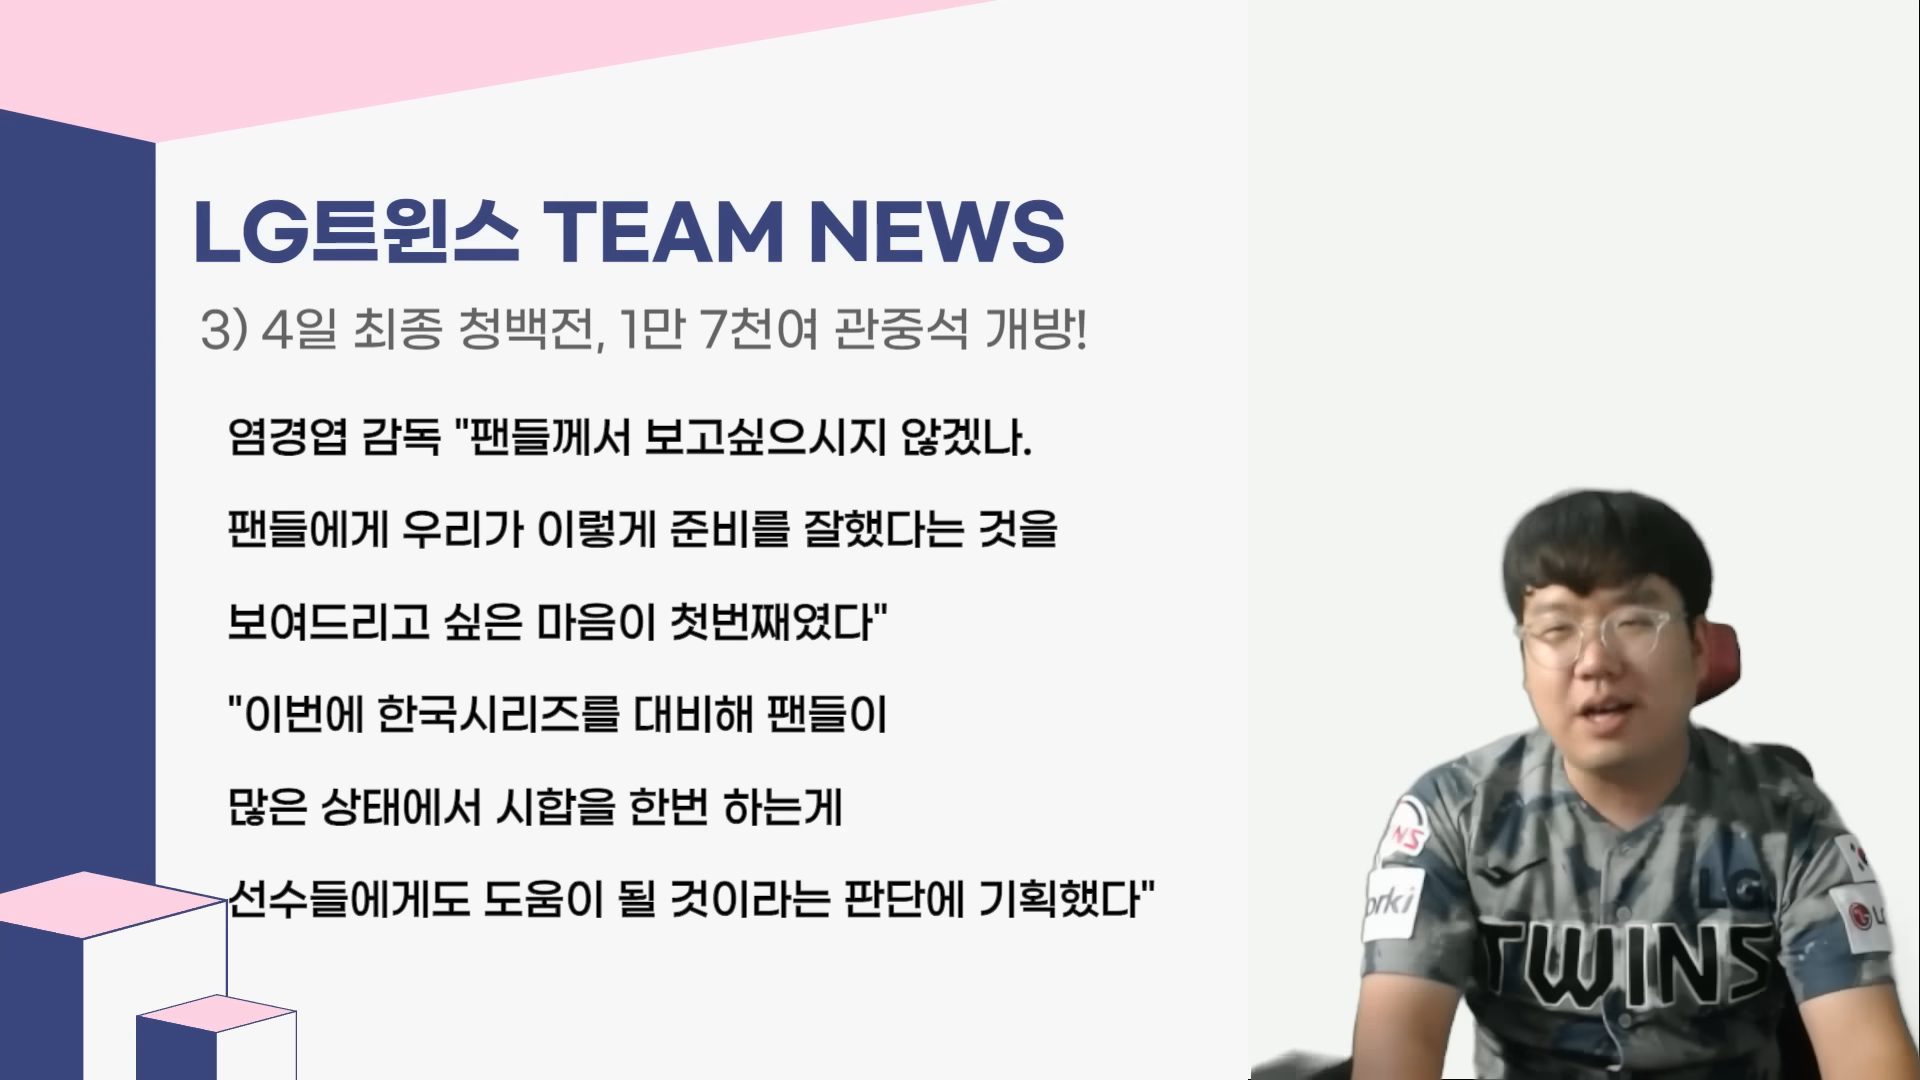 LG트윈스 TEAM NEWS
3) 4일 최종 청백전, 1만 7천여 관중석 개방!
염경엽 감독 "팬들께서 보고싶으시지 않겠나.
팬들에게 우리가 이렇게 준비를 잘했다는 것을
보여드리고 싶은 마음이 첫번째였다"
"이번에 한국시리즈를 대비해 팬들이
많은 상태에서 시합을 한번 하는게
선수들에게도 도움이 될 것이라는 판단에 기획했다"
NS
orki
LG
LG
TWINS